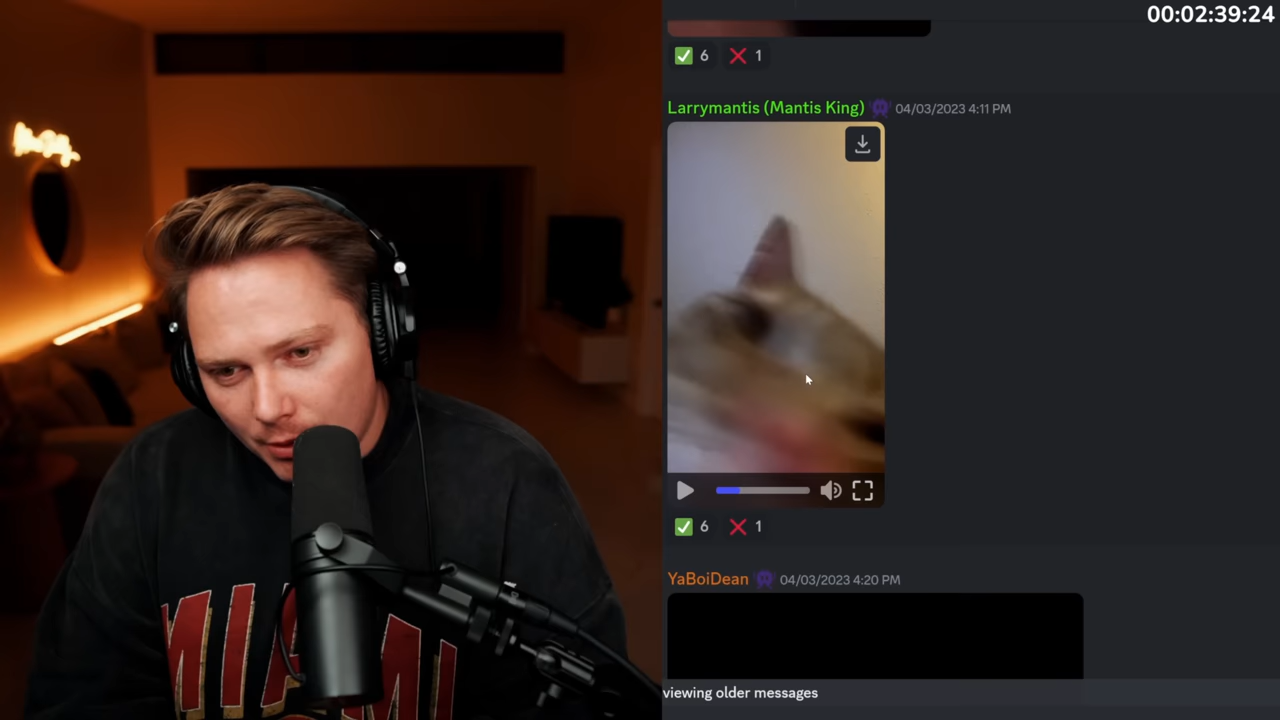 00:02:39:24
6 1
Larrymantis (Mantis King) 04/03/2023 4:11 PM
6 1
YaBoiDean 04/03/2023 4:20 PM
viewing older messages
MIAMI